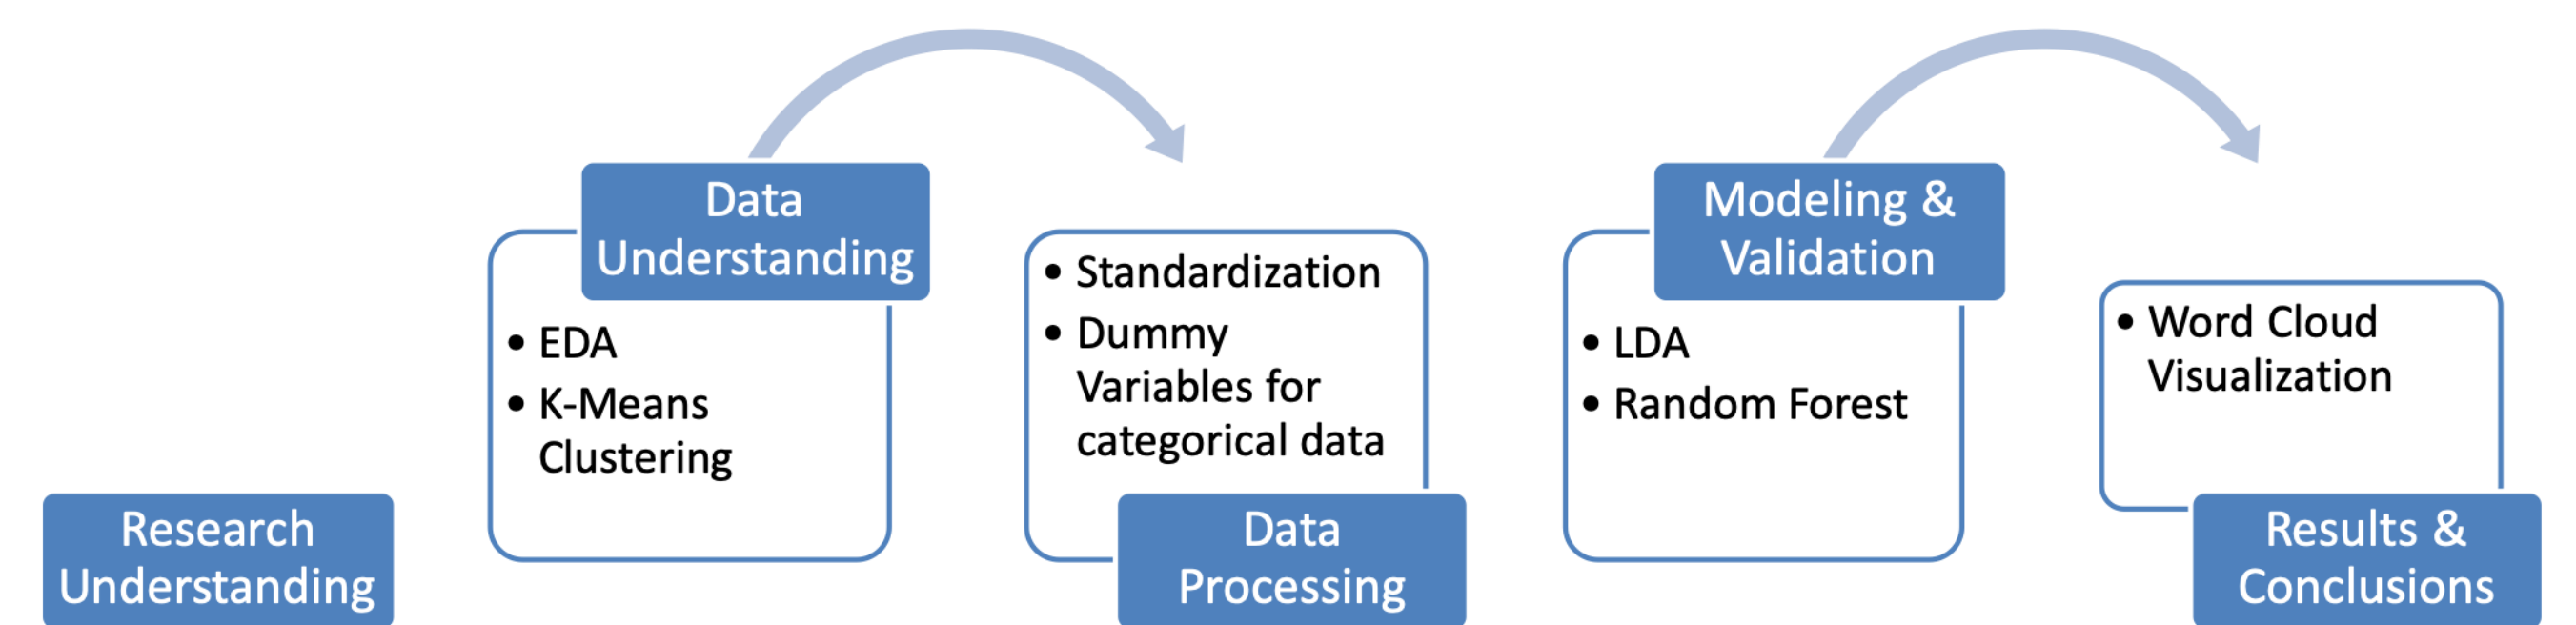 Research
Understanding
Data
Understanding
• EDA
• K-Means
Clustering
• Standardization
• Dummy
Variables for
categorical data
Data
Processing
Modeling &
Validation
• LDA
• Random Forest
• Word Cloud
Visualization
Results &
Conclusions